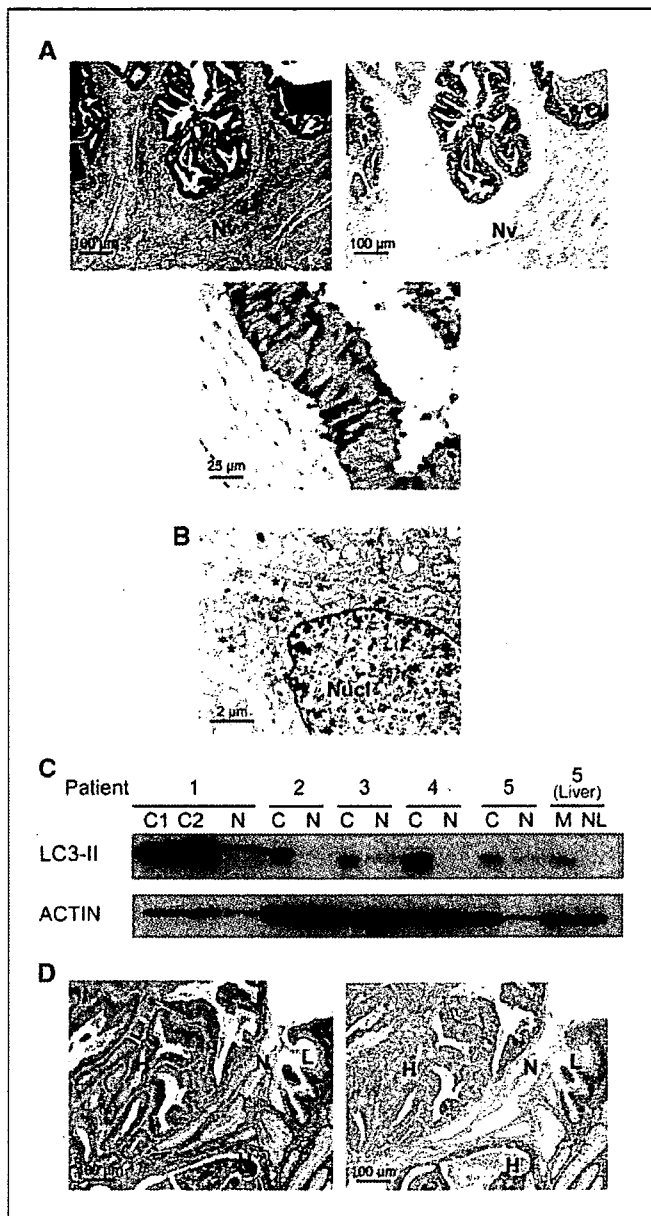 A
Nv
100 µm
Nv
100 µm
25 µm
B
Nucl
2 µm
C
Patient 1 2 3 4 5 5
(Liver)
C1 C2 N C N C N C N C N M NL
LC3-II
ACTIN
D
N
L
100 µm
H
N
L
H
100 µm